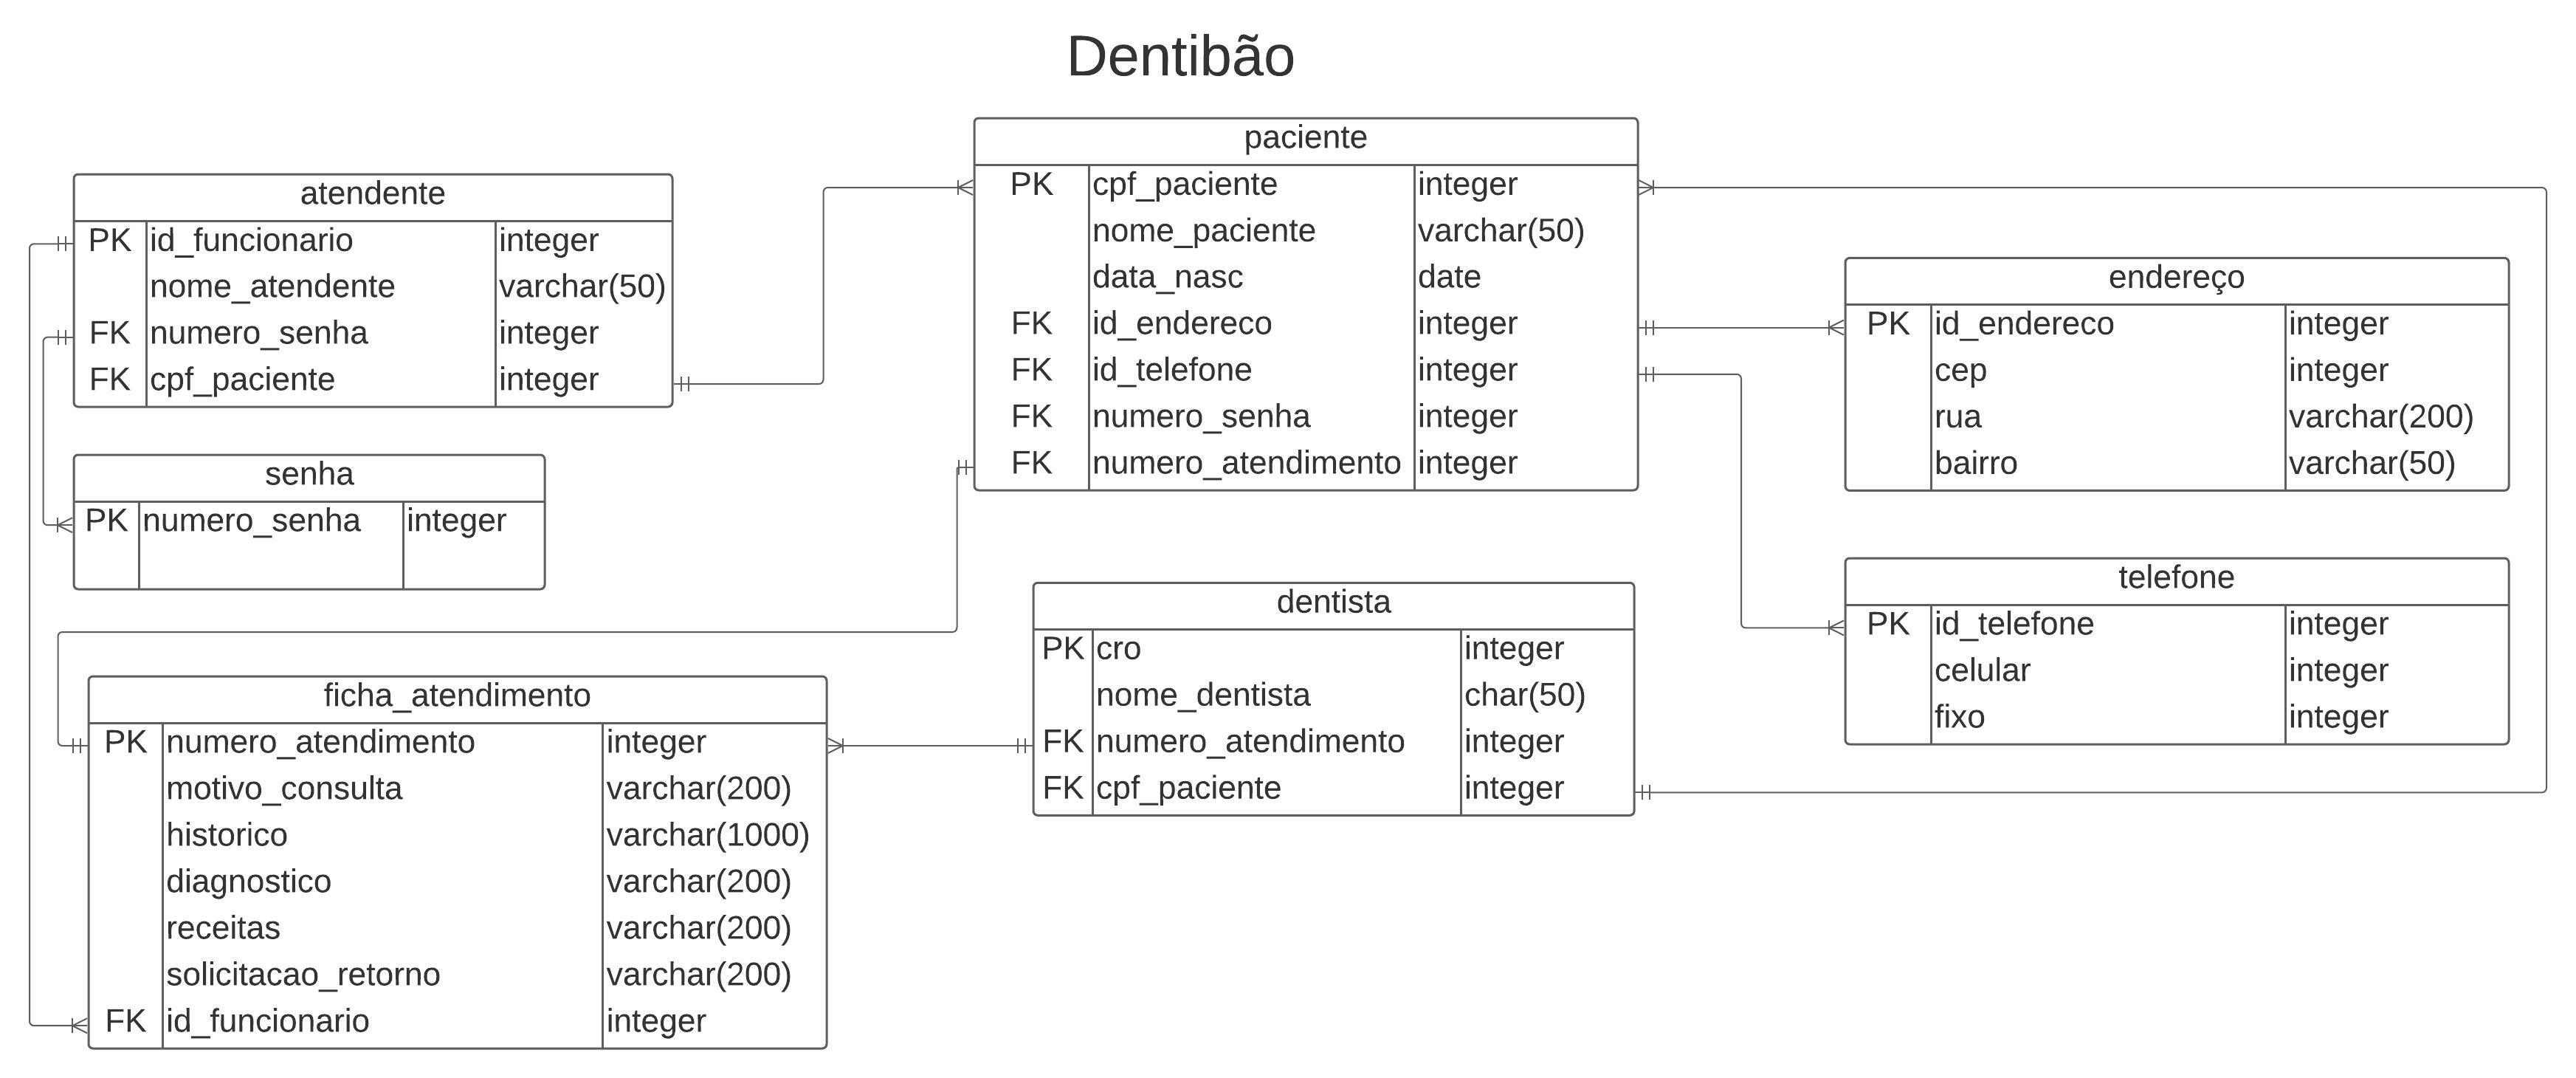 Dentibão
atendente
PK id_funcionario integer
nome_atendente varchar(50)
FK numero_senha integer
FK cpf_paciente integer
senha
PK numero_senha integer
ficha_atendimento
PK numero_atendimento integer
motivo_consulta varchar(200)
historico varchar(1000)
diagnostico varchar(200)
receitas varchar(200)
solicitacao_retorno varchar(200)
FK id_funcionario integer
paciente
PK cpf_paciente integer
nome_paciente varchar(50)
data_nasc date
FK id_endereco integer
FK id_telefone integer
FK numero_senha integer
FK numero_atendimento integer
dentista
PK cro integer
nome_dentista char(50)
FK numero_atendimento integer
FK cpf_paciente integer
endereço
PK id_endereco integer
cep integer
rua varchar(200)
bairro varchar(50)
telefone
PK id_telefone integer
celular integer
fixo integer